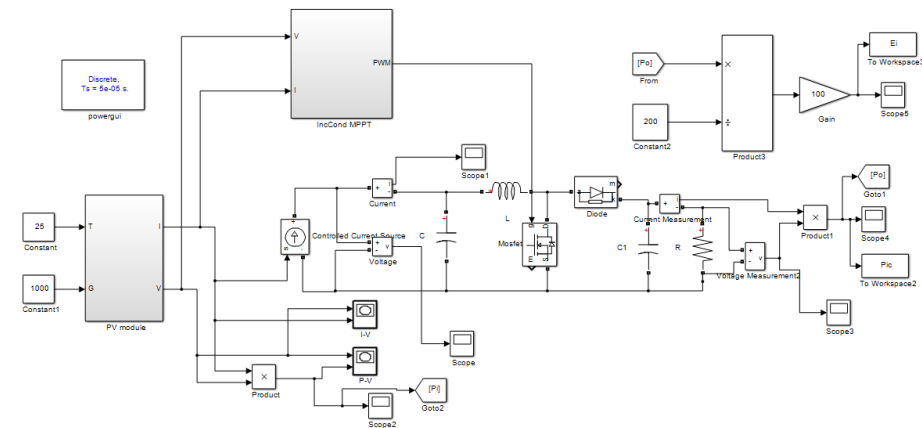 Discrete,
Ts = 5e-05 s.
powergui
V
I
PWM
IncCond MPPT
[Po]
From
200
Constant2
×
÷
Product3
100
Gain
Ei
To Workspace3
Scope5
25
Constant
1000
Constant1
T
G
I
V
PV module
Scope1
+
-
i
Current
s
Controlled Current Source
+
-
v
Voltage
+
C
+
L
g
D
Mosfet
E
S
m
k
Diode
+
-
i
Current Measurement
+
C1
+
R
+
-
v
Voltage Measurement2
×
Product1
[Po]
Goto1
Scope4
Pic
To Workspace2
Scope3
I-V
P-V
Scope
×
Product
Scope2
[Pi]
Goto2